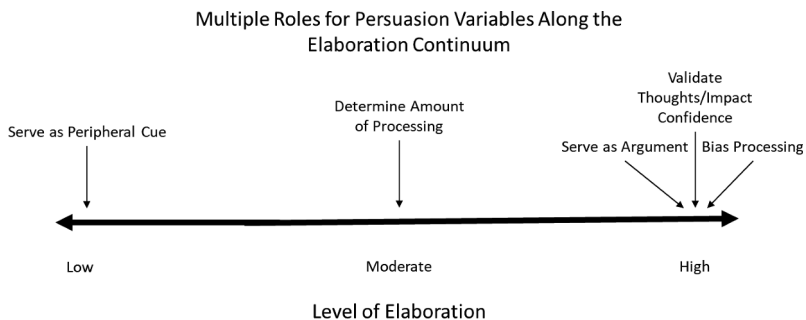 Multiple Roles for Persuasion Variables Along the
Elaboration Continuum
Serve as Peripheral Cue
Determine Amount
of Processing
Validate
Thoughts/Impact
Confidence
Serve as Argument
Bias Processing
Low
Moderate
High
Level of Elaboration